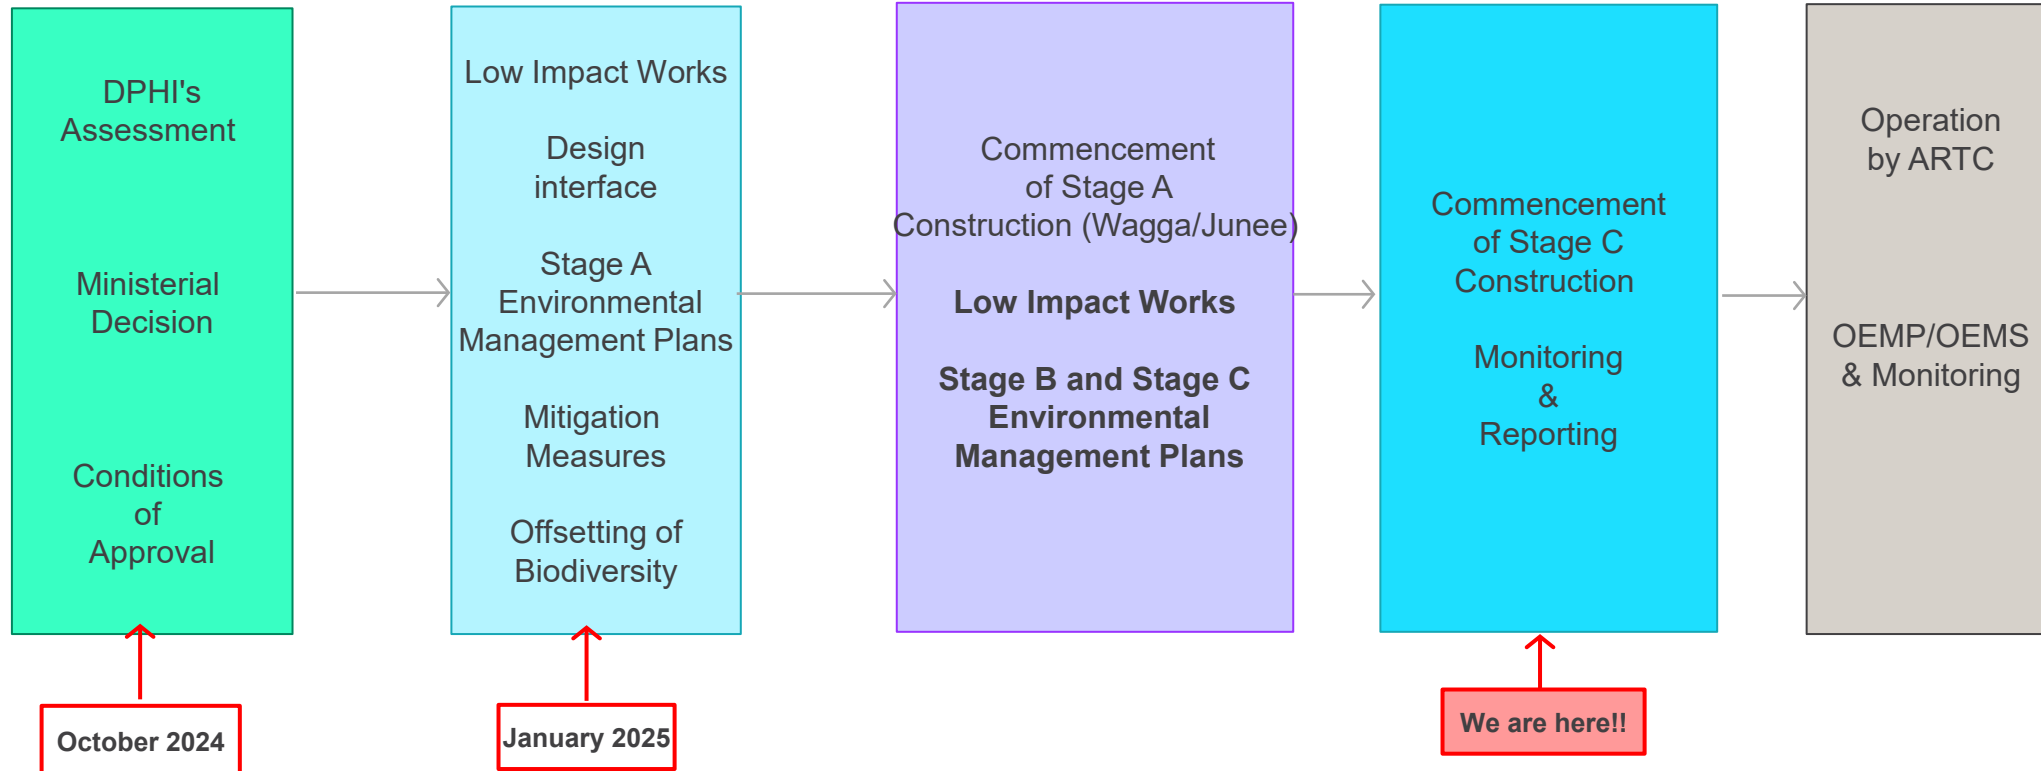 DPHI's
Assessment
Ministerial
Decision
Conditions
of
Approval
Low Impact Works
Design
interface
Stage A
Environmental
Management Plans
Mitigation
Measures
Offsetting of
Biodiversity
Commencement
of Stage A
Construction (Wagga/Junee)
Low Impact Works
Stage B and Stage C
Environmental
Management Plans
Commencement
of Stage C
Construction
Monitoring
&
Reporting
Operation
by ARTC
OEMP/OEMS
& Monitoring
October 2024
January 2025
We are here!!